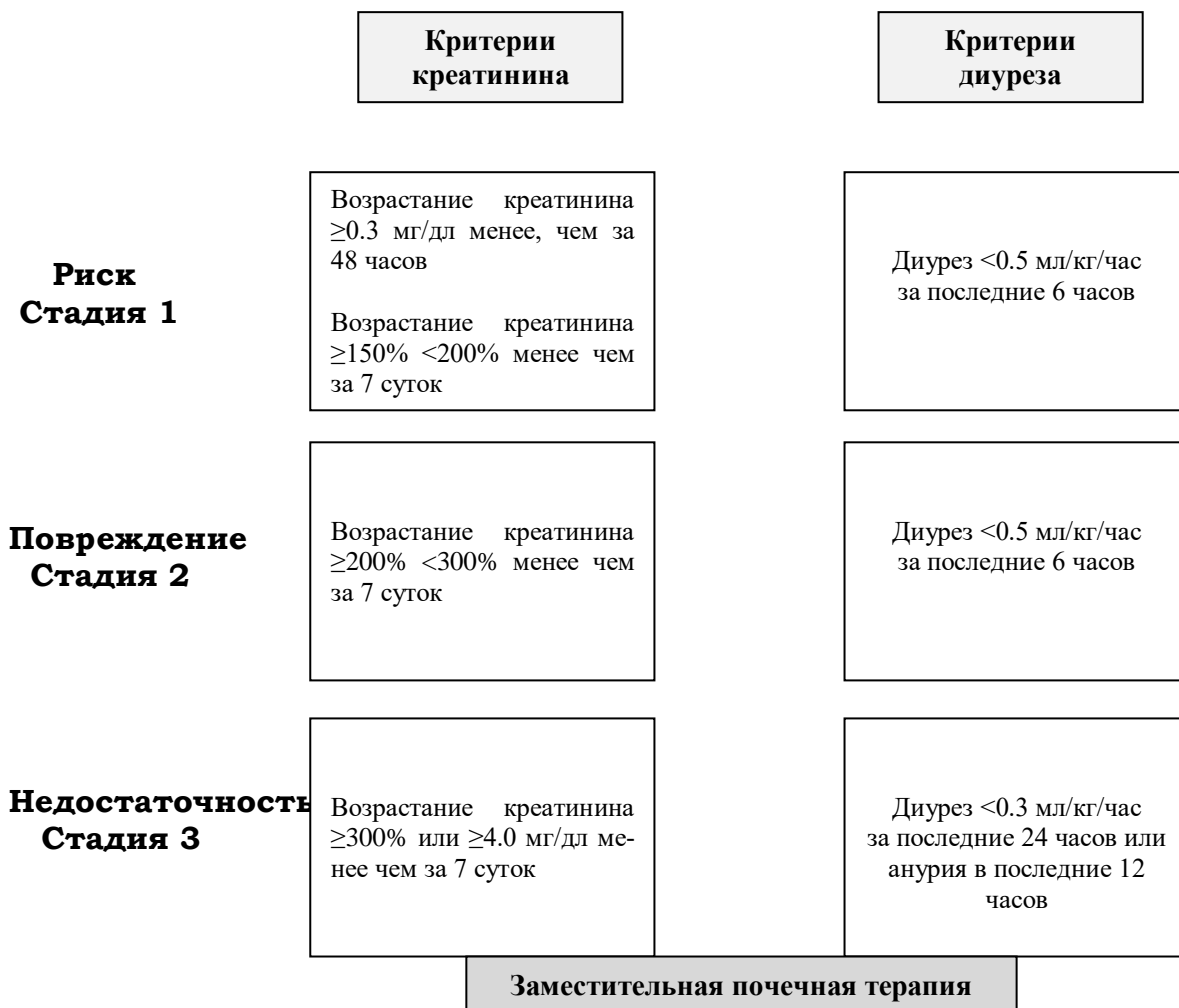 Критерии
креатинина
Критерии
диуреза
Риск
Стадия 1
Возрастание креатинина
≥0.3 мг/дл менее, чем за
48 часов
Возрастание креатинина
≥150% <200% менее чем
за 7 суток
Диурез <0.5 мл/кг/час
за последние 6 часов
Повреждение
Стадия 2
Возрастание креатинина
≥200% <300% менее чем
за 7 суток
Диурез <0.5 мл/кг/час
за последние 6 часов
Недостаточность
Стадия 3
Возрастание креатинина
≥300% или ≥4.0 мг/дл ме-
нее чем за 7 суток
Диурез <0.3 мл/кг/час
за последние 24 часов или
анурия в последние 12
часов
Заместительная почечная терапия